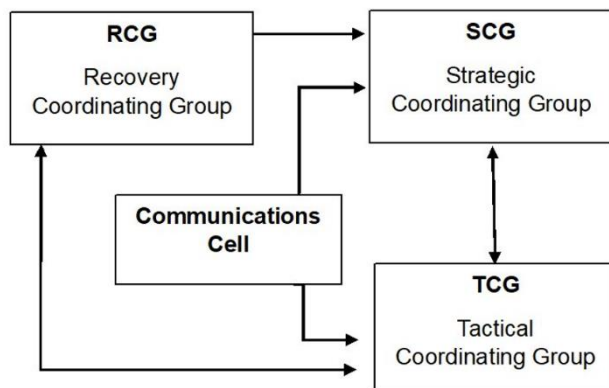 RCG
Recovery
Coordinating Group
SCG
Strategic
Coordinating Group
Communications
Cell
TCG
Tactical
Coordinating Group